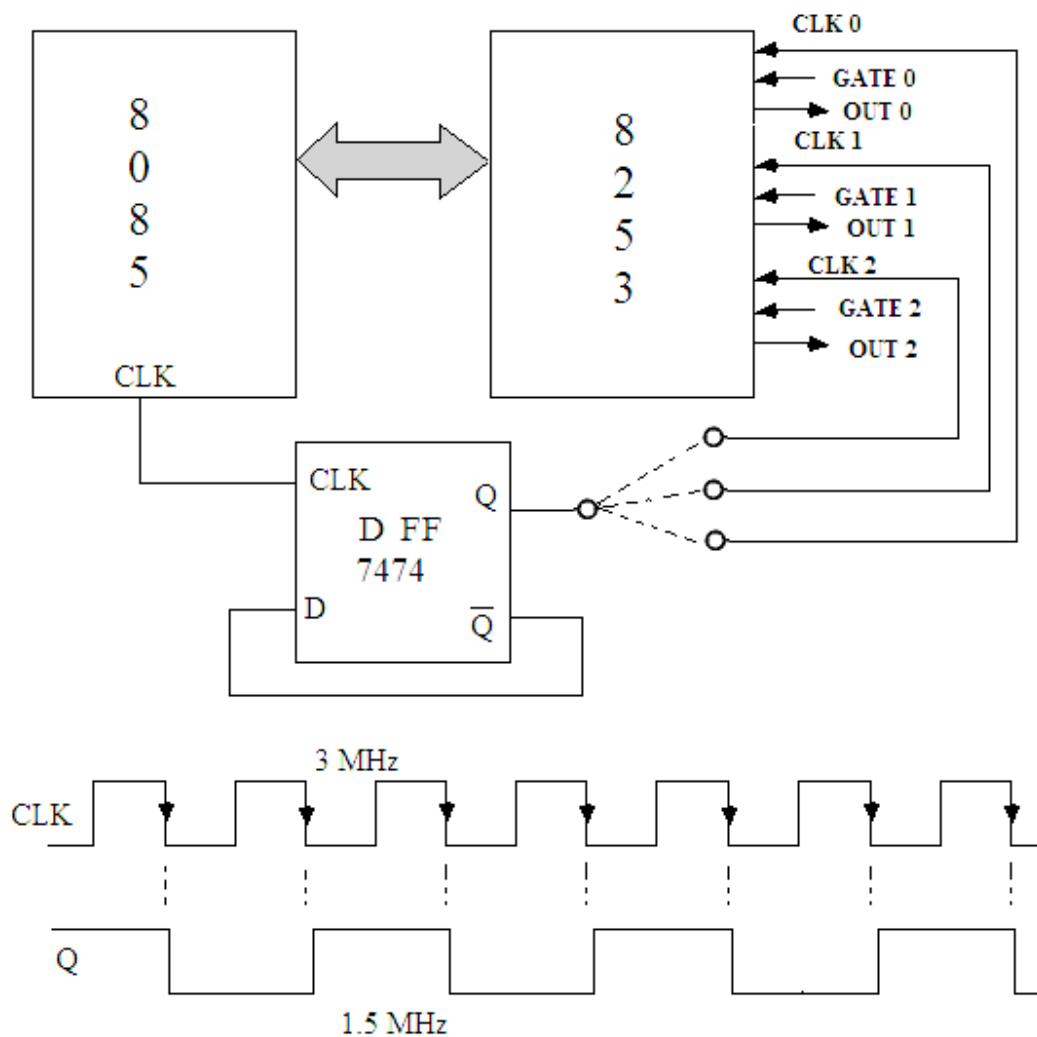 8
0
8
5
CLK
8
2
5
3
CLK 0
GATE 0
OUT 0
CLK 1
GATE 1
OUT 1
CLK 2
GATE 2
OUT 2
CLK
Q
D FF
7474
D
Q̅
3 MHz
CLK
Q
1.5 MHz